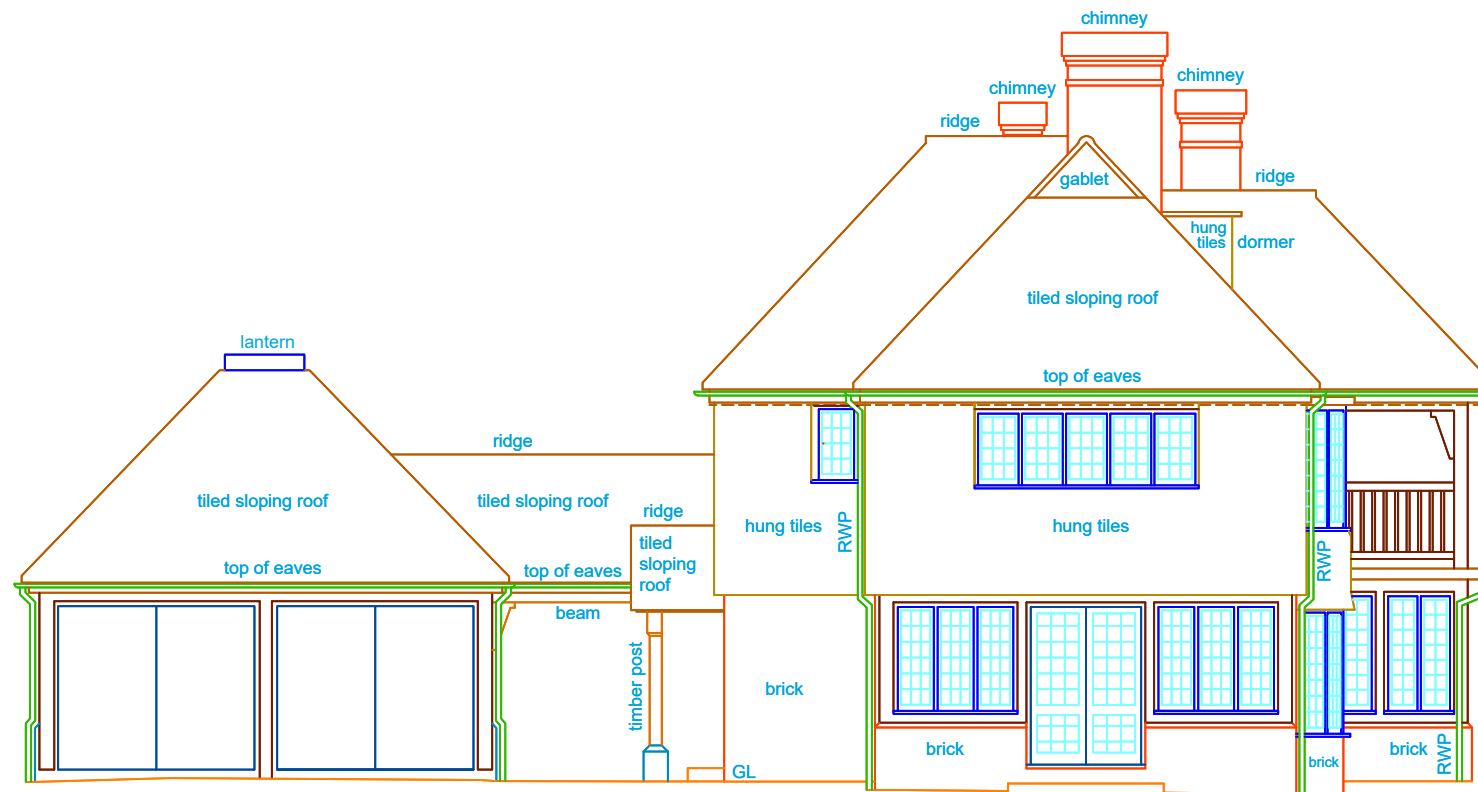 chimney
chimney
chimney
ridge
gablet
ridge
hung
tiles
dormer
tiled sloping roof
lantern
top of eaves
ridge
tiled sloping roof
tiled sloping roof
ridge
hung tiles
RWP
hung tiles
tiled
sloping
roof
RWP
top of eaves
top of eaves
beam
timber post
brick
brick
brick
brick
RWP
GL